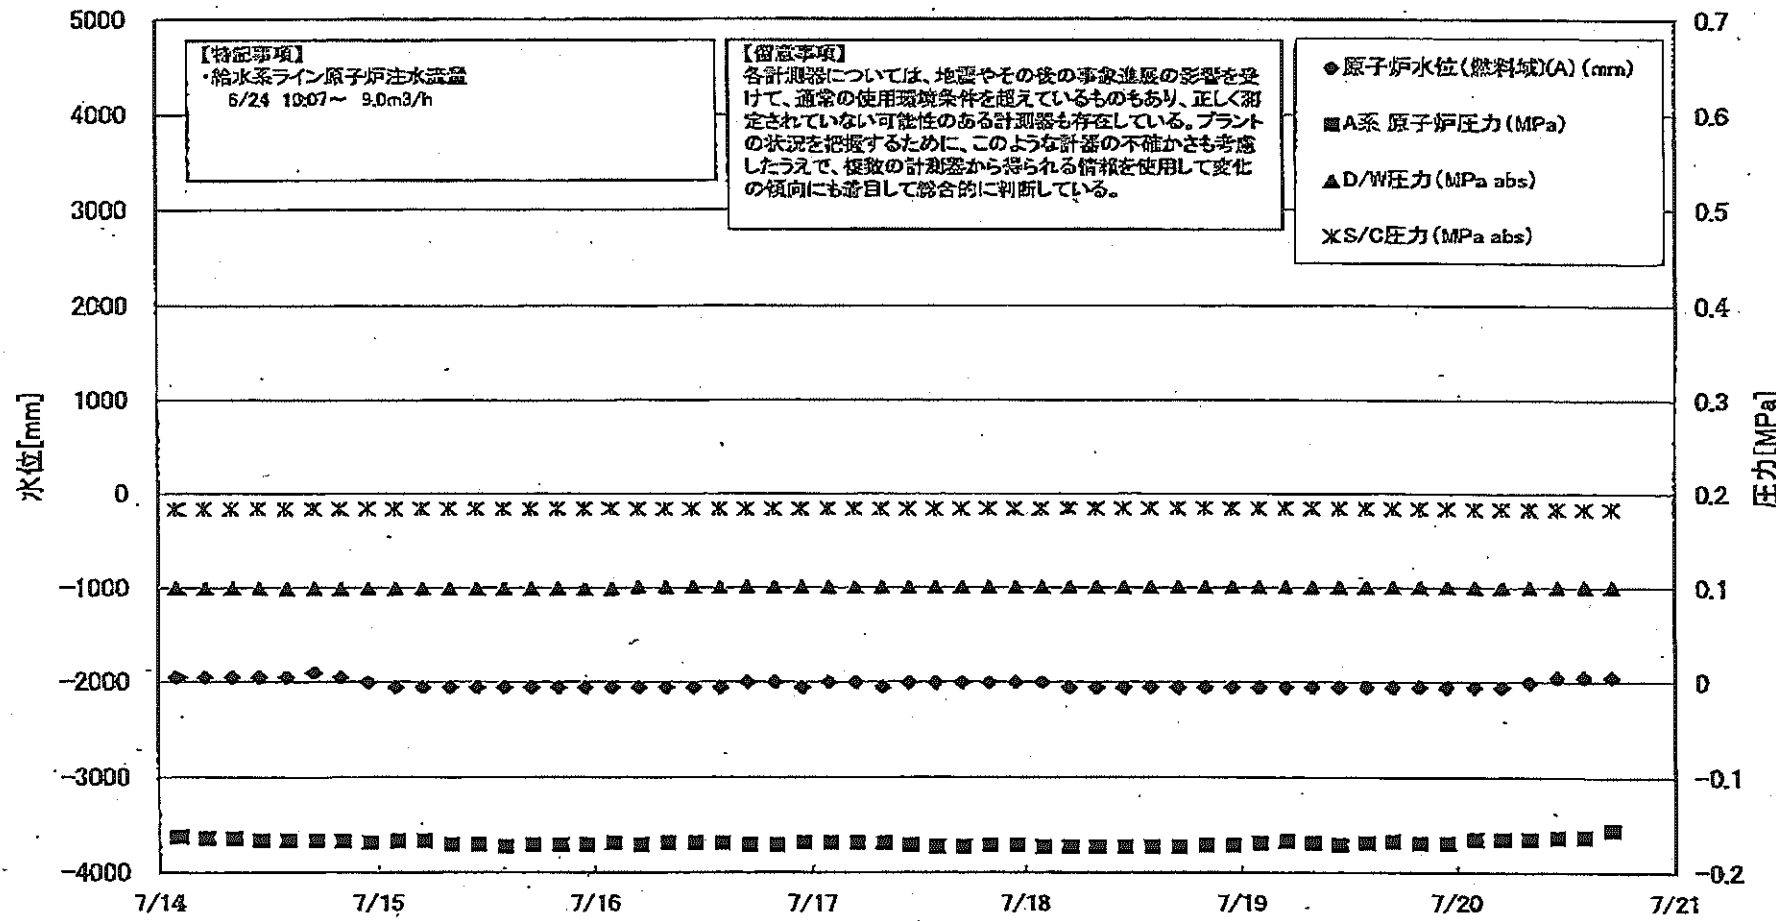 5000
4000
3000
2000
1000
0
-1000
-2000
-3000
-4000
水位[mm]
【特記事項】
・給水系ライン原子炉注水流量
6/24 10:07～ 9.0m3/h
【留意事項】
各計測器については、地震やその後の事象進展の影響を受
けて、通常の使用環境条件を超えているものもあり、正しく測
定されていない可能性のある計測器も存在している。プラント
の状況を把握するために、このような計器の不確かさも考慮
したうえで、複数の計測器から得られる情報を使用して変化
の傾向にも着目して総合的に判断している。
原子炉水位(燃料域)(A)(mm)
A系 原子炉圧力(MPa)
D/W圧力(MPa abs)
S/C圧力(MPa abs)
0.7
0.6
0.5
0.4
0.3
0.2
0.1
0
-0.1
-0.2
圧力[MPa]
7/14 7/15 7/16 7/17 7/18 7/19 7/20 7/21